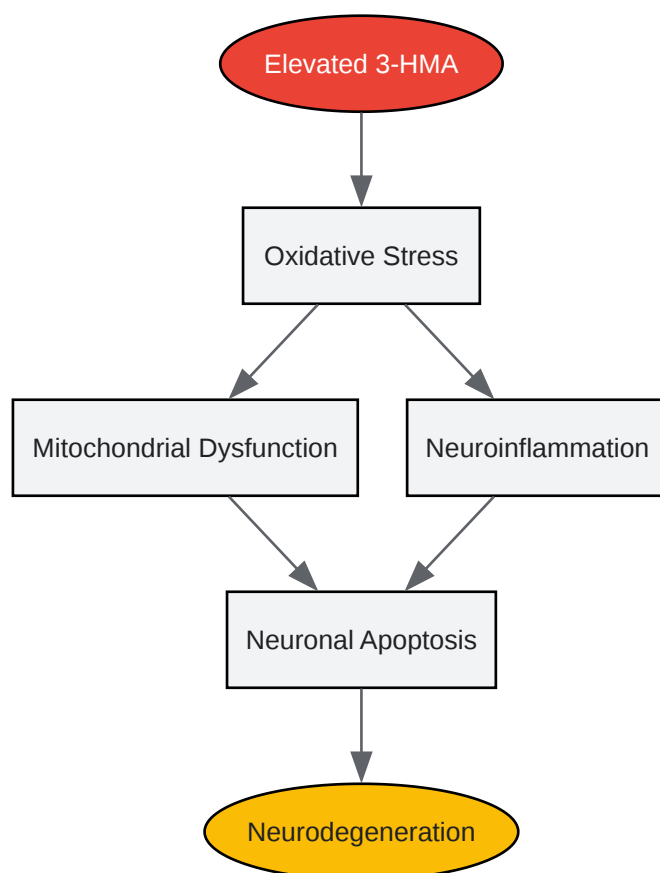 Elevated 3-HMA
Oxidative Stress
Mitochondrial Dysfunction
Neuroinflammation
Neuronal Apoptosis
Neurodegeneration